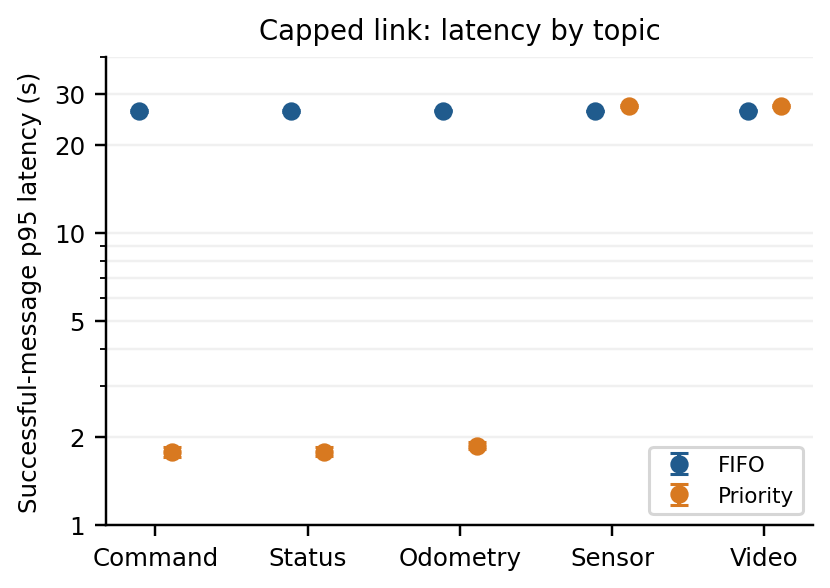 Capped link: latency by topic
Successful-message p95 latency (s)
30
20
10
5
2
1
Command Status Odometry Sensor Video
FIFO
Priority